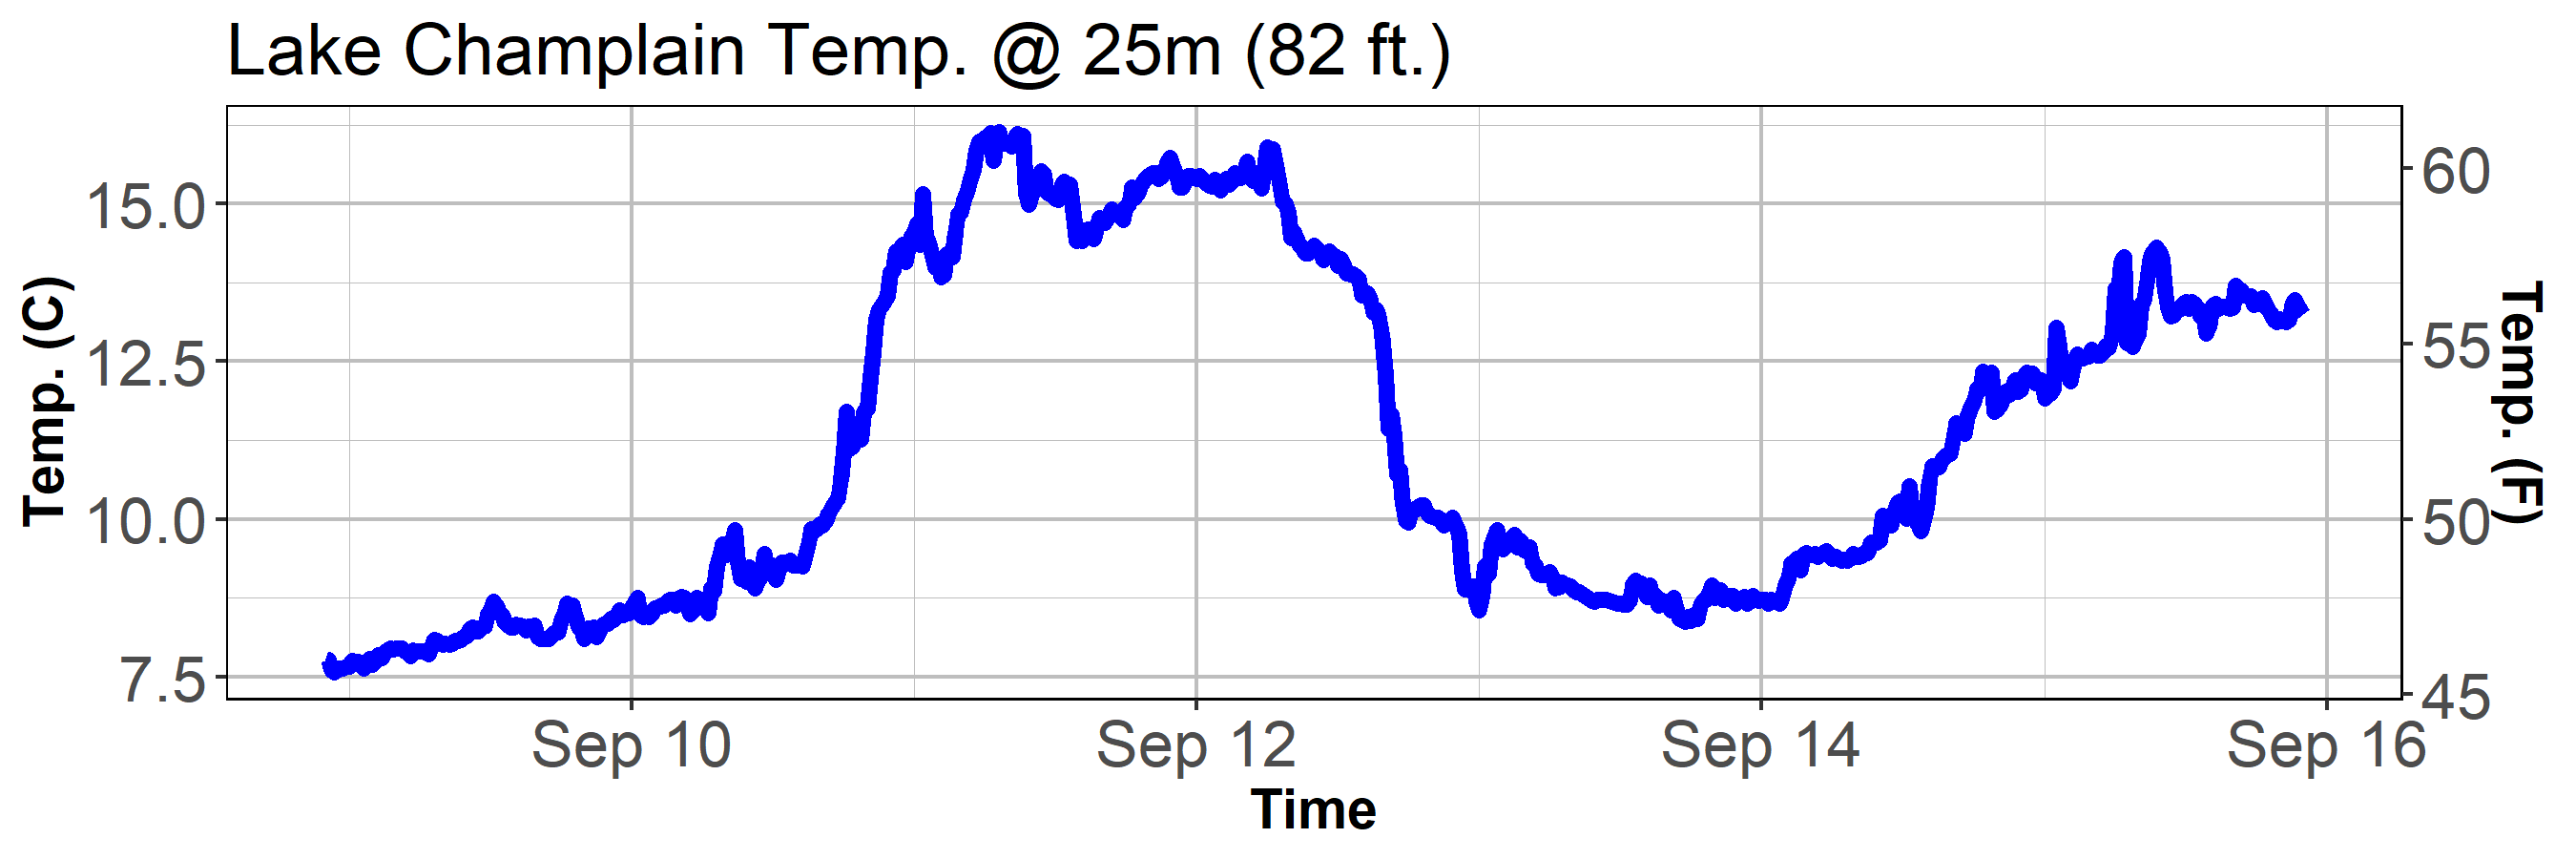 Lake Champlain Temp. @ 25m (82 ft.)
Temp. (C)
15.0
12.5
10.0
7.5
60
55
50
45
Temp. (F)
Sep 10
Sep 12
Sep 14
Sep 16
Time